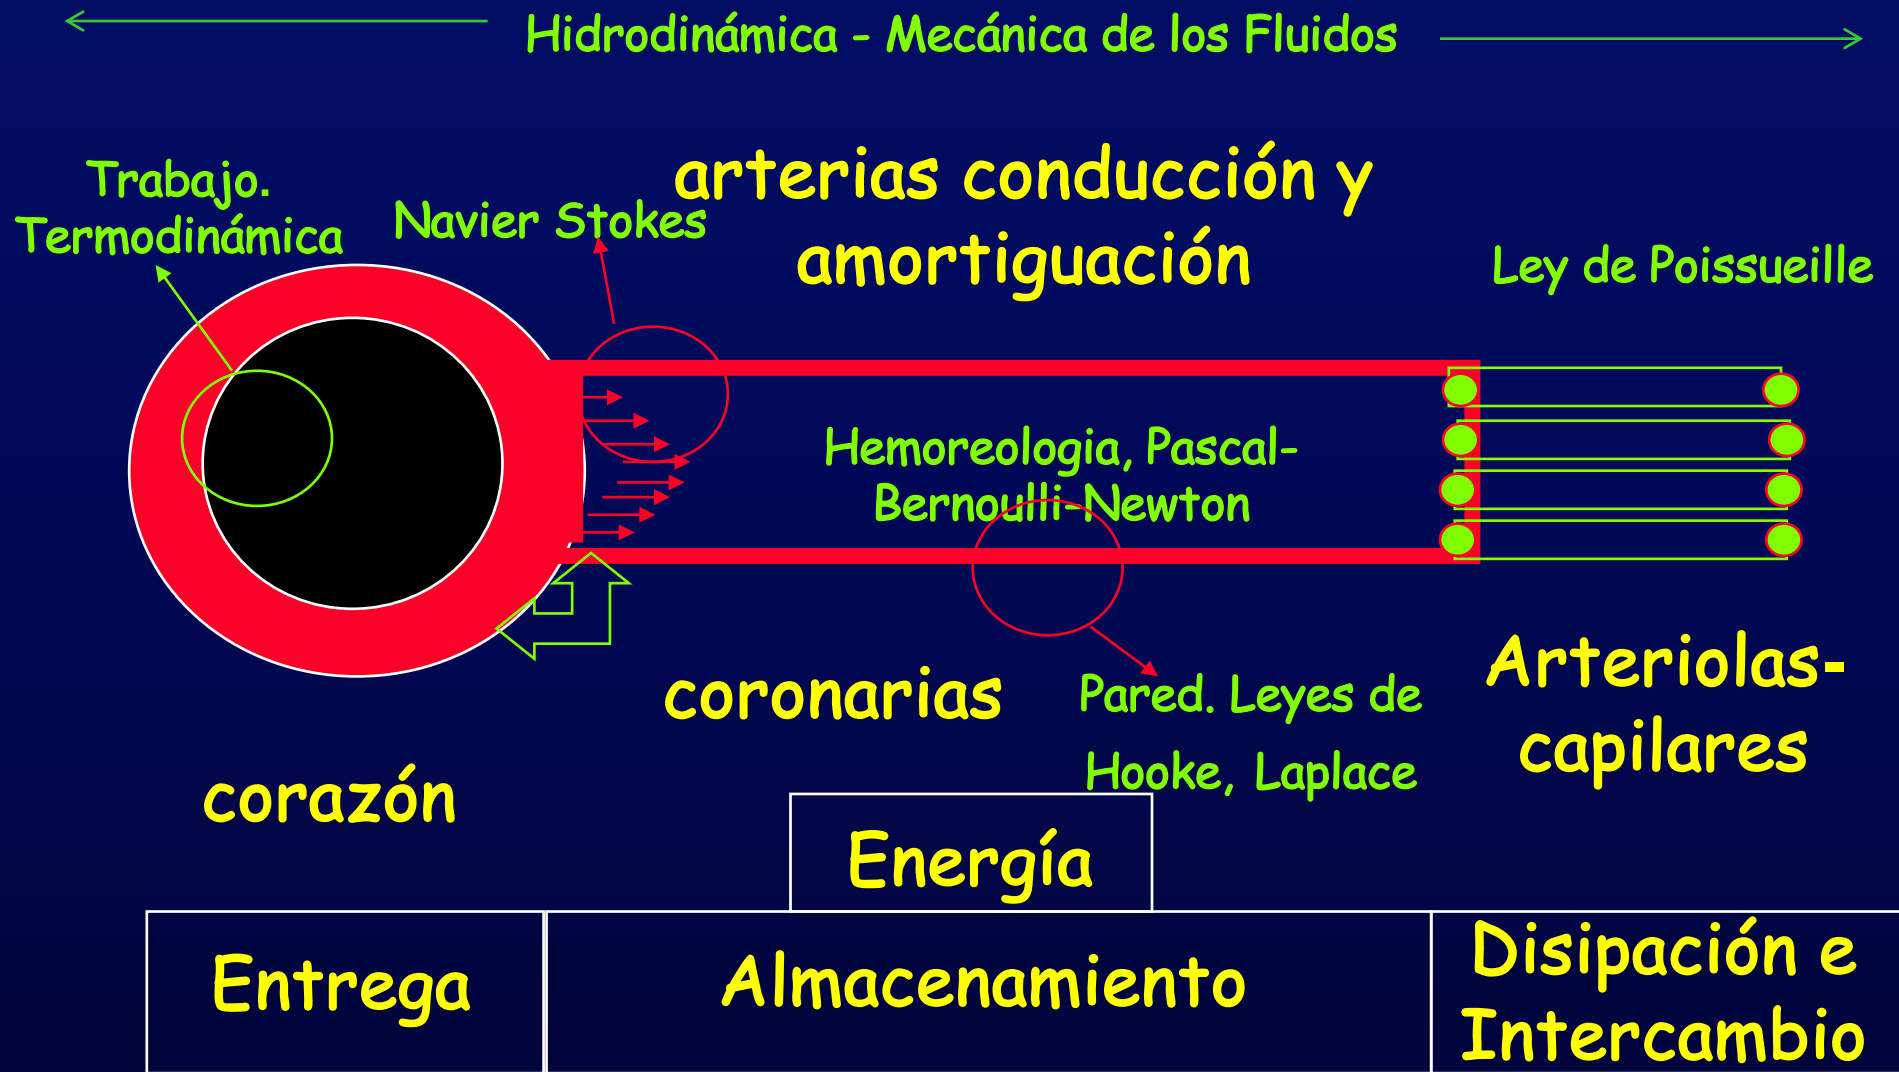 Hidrodinámica - Mecánica de los Fluidos
arterias conducción y
amortiguación
Trabajo.
Termodinámica
Navier Stokes
Ley de Poissueille
Hemoreologia, Pascal-
Bernoulli-Newton
coronarias
Pared. Leyes de
Hooke, Laplace
Arteriolas-
capilares
corazón
Energía
Entrega
Almacenamiento
Disipación e
Intercambio